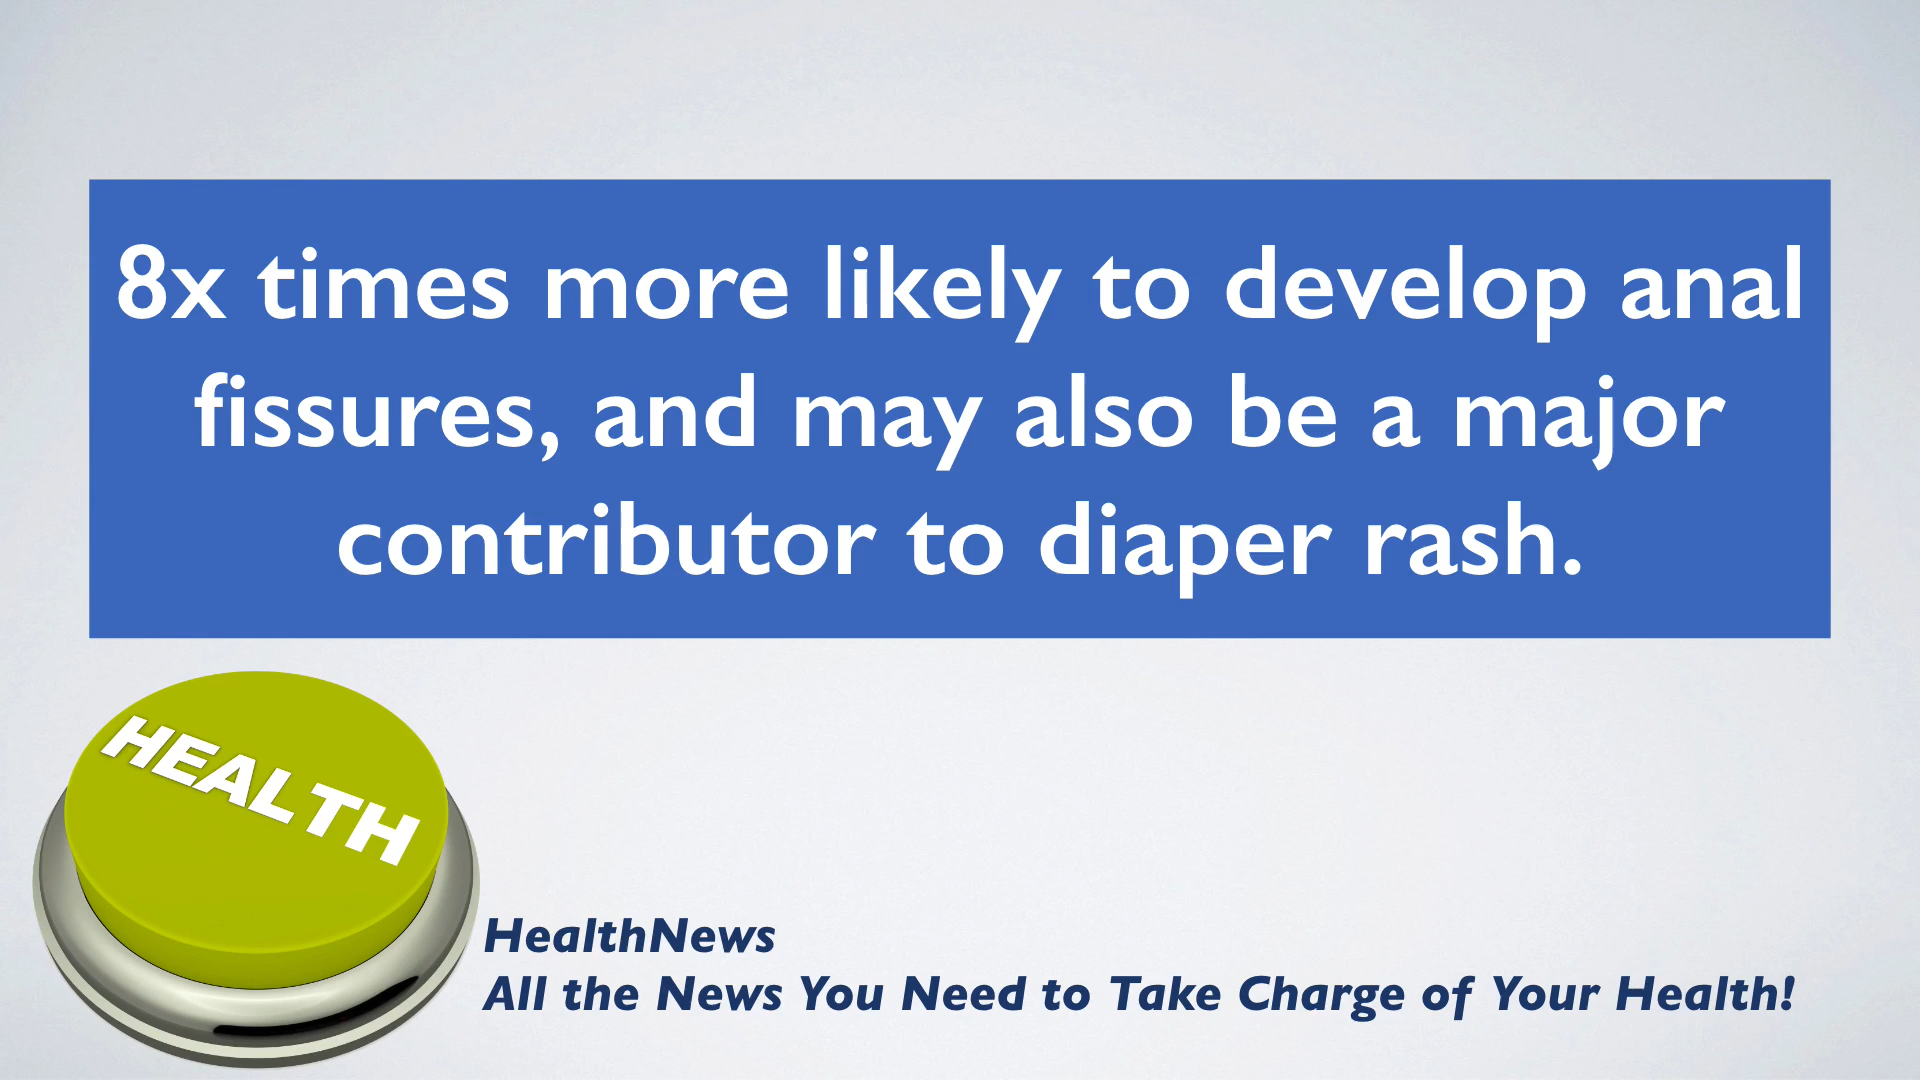 8x times more likely to develop anal
fissures, and may also be a major
contributor to diaper rash.
HEALTH
HealthNews
All the News You Need to Take Charge of Your Health!